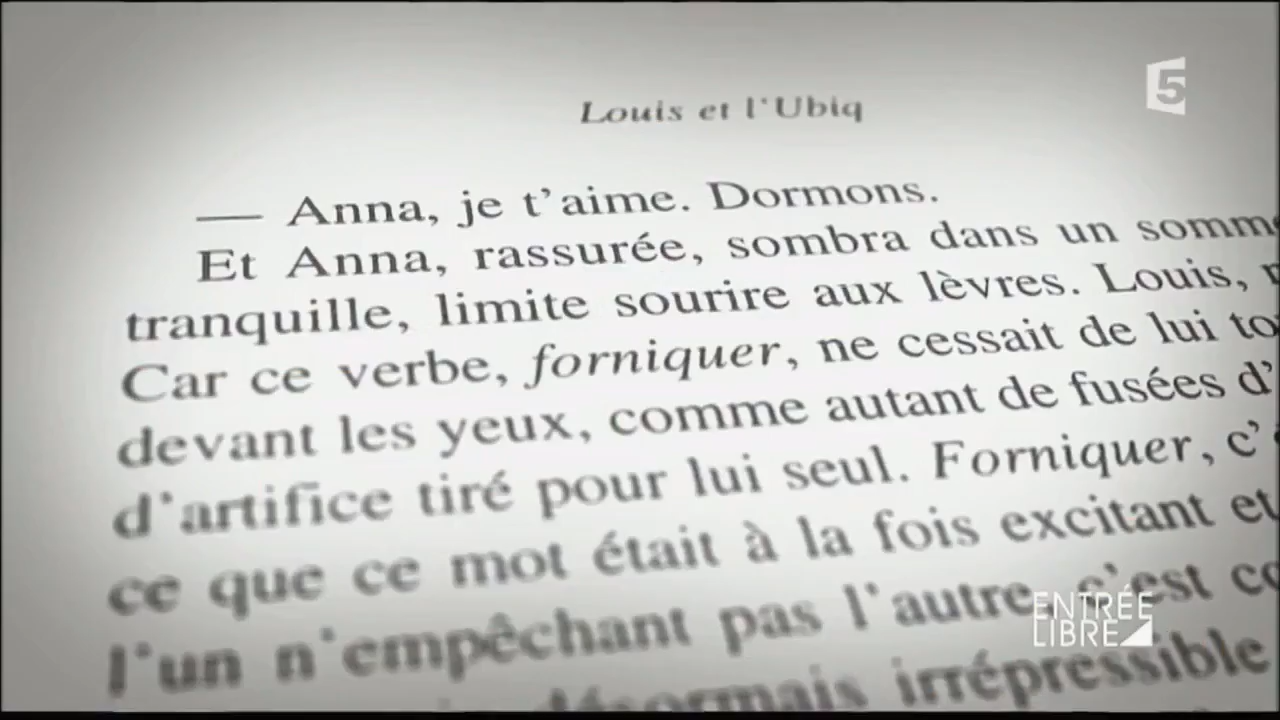 5
Louis et l'Ubiq
— Anna, je t'aime. Dormons.
Et Anna, rassurée, sombra dans un
tranquille, limite sourire aux lèvres. Louis,
Car ce verbe, forniquer, ne cessait de lui
devant les yeux, comme autant de fusées d'
d'artifice tiré pour lui seul. Forniquer, c'
ce que ce mot était à la fois excitant et
l'un n'empêchant pas l'autre, c'est
désormais irrépressible
ENTRÉE
LIBRE